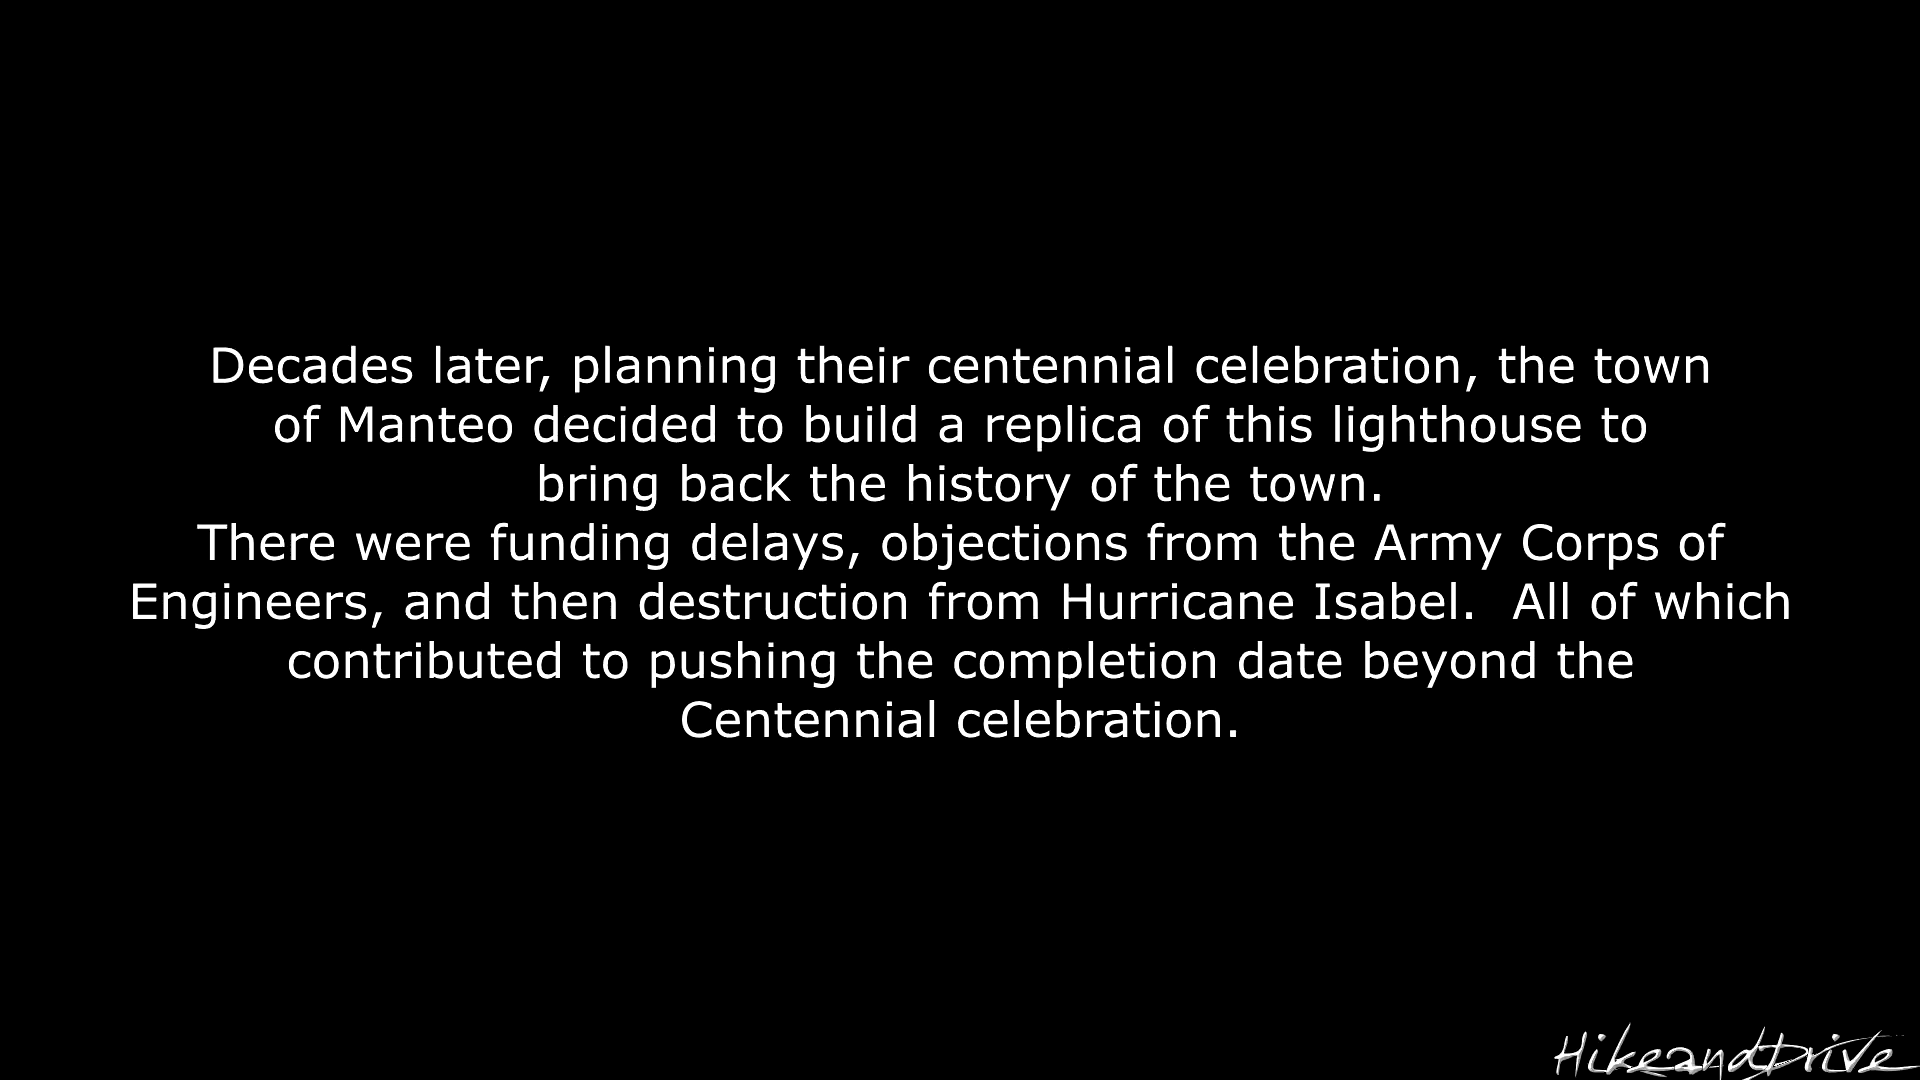 Decades later, planning their centennial celebration, the town
of Manteo decided to build a replica of this lighthouse to
bring back the history of the town.
There were funding delays, objections from the Army Corps of
Engineers, and then destruction from Hurricane Isabel.  All of which
contributed to pushing the completion date beyond the
Centennial celebration.
HikeandDrive